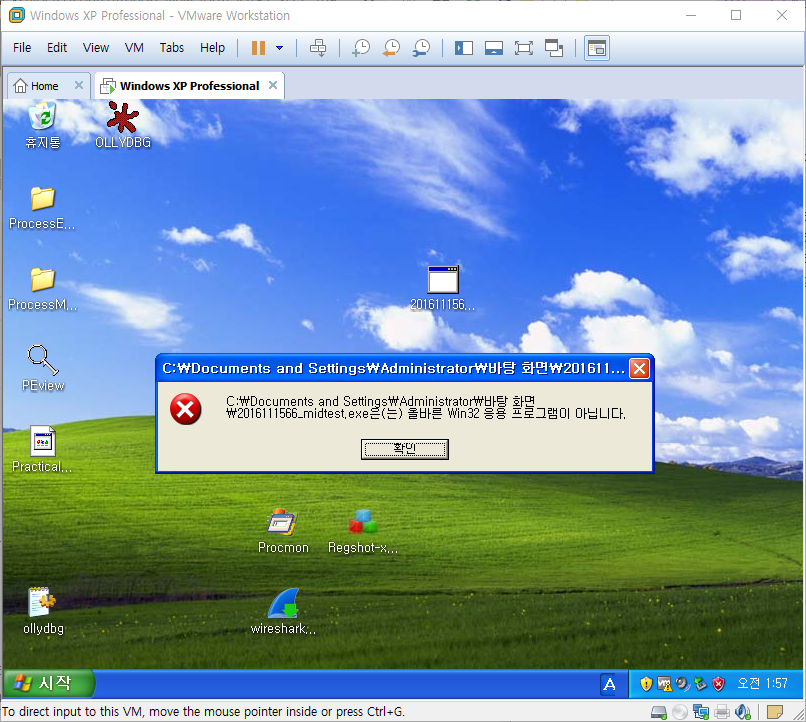 Windows XP Professional - VMware Workstation
File Edit View VM Tabs Help
Home
Windows XP Professional
휴지통
OLLYDBG
ProcessE...
ProcessM...
201611156...
PEview
C:₩Documents and Settings₩Administrator₩바탕 화면₩201611...
C:₩Documents and Settings₩Administrator₩바탕 화면
₩2016111566_midtest.exe은(는) 올바른 Win32 응용 프로그램이 아닙니다.
확인
Practical...
Procmon
Regshot-x...
ollydbg
wireshark...
시작
A
오전 1:57
To direct input to this VM, move the mouse pointer inside or press Ctrl+G.